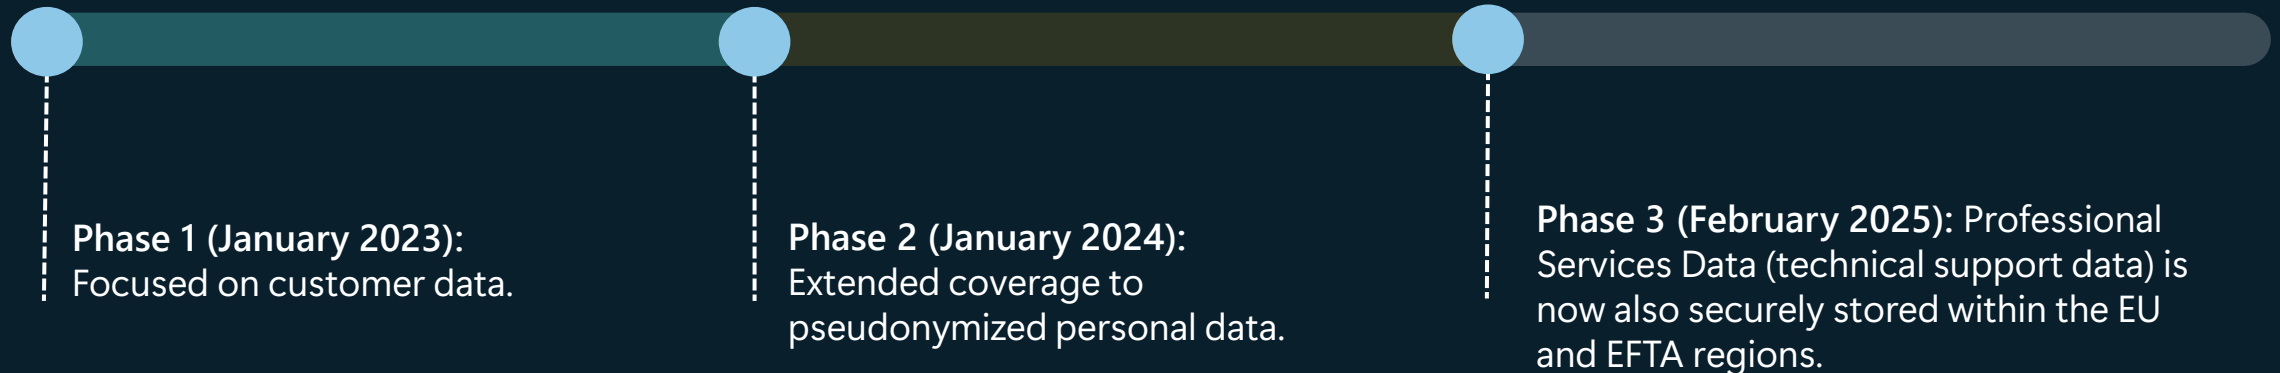 Phase 1 (January 2023):
Focused on customer data.
Phase 2 (January 2024):
Extended coverage to
pseudonymized personal data.
Phase 3 (February 2025): Professional
Services Data (technical support data) is
now also securely stored within the EU
and EFTA regions.